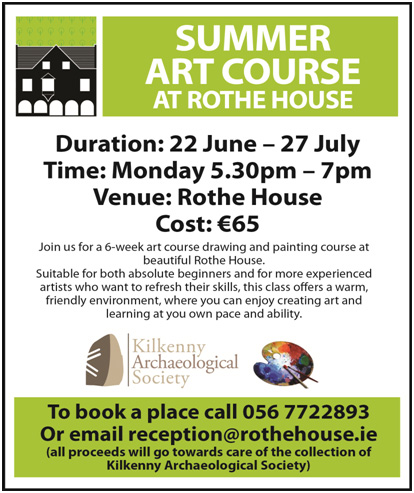 SUMMER
ART COURSE
AT ROTHE HOUSE
Duration: 22 June – 27 July
Time: Monday 5.30pm – 7pm
Venue: Rothe House
Cost: €65
Join us for a 6-week art course drawing and painting course at
beautiful Rothe House.
Suitable for both absolute beginners and for more experienced
artists who want to refresh their skills, this class offers a warm,
friendly environment, where you can enjoy creating art and
learning at you own pace and ability.
Kilkenny
Archaeological
Society
To book a place call 056 7722893
Or email reception@rothehouse.ie
(all proceeds will go towards care of the collection of
Kilkenny Archaeological Society)